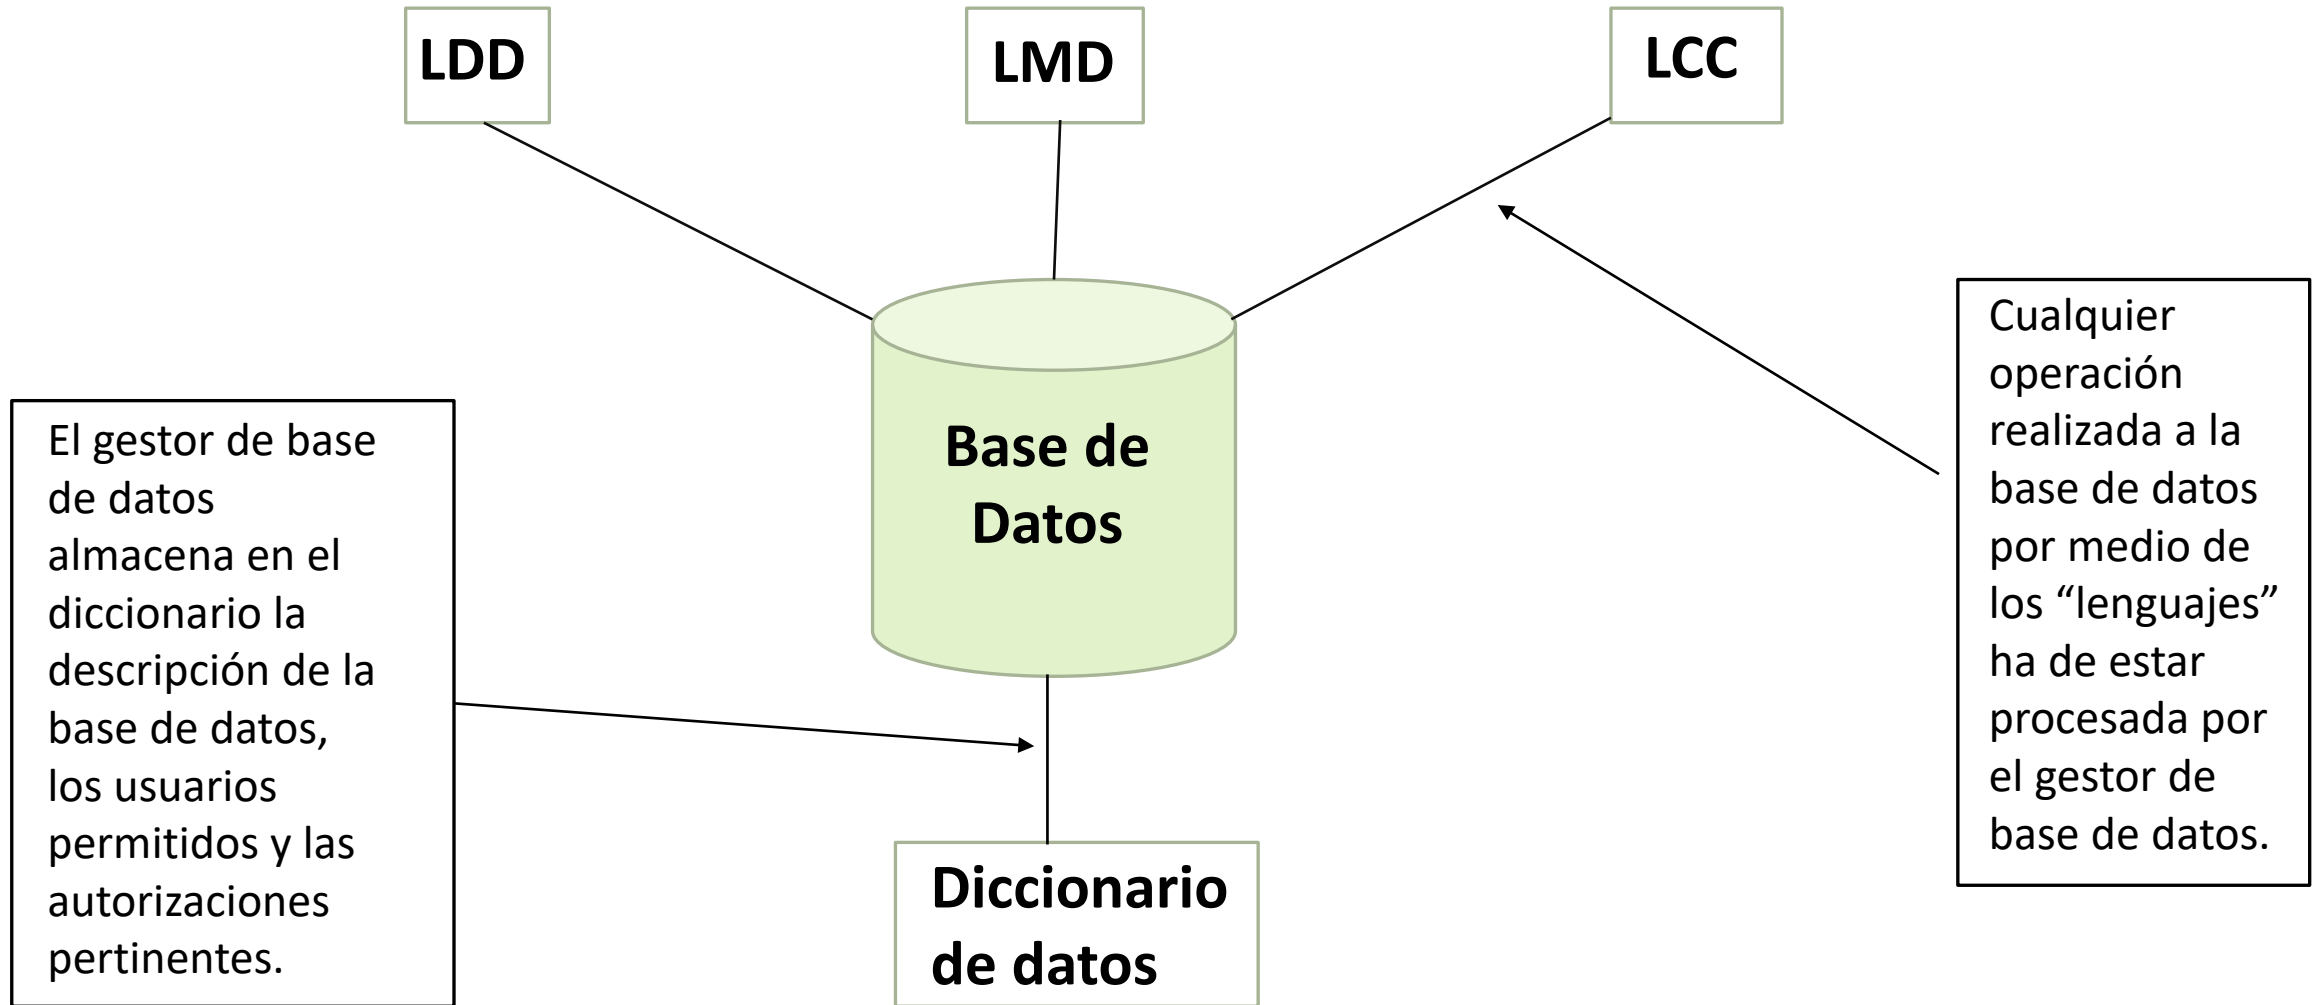 LDD
LMD
LCC
Base de
Datos
El gestor de base
de datos
almacena en el
diccionario la
descripción de la
base de datos,
los usuarios
permitidos y las
autorizaciones
pertinentes.
Cualquier
operación
realizada a la
base de datos
por medio de
los “lenguajes”
ha de estar
procesada por
el gestor de
base de datos.
Diccionario
de datos